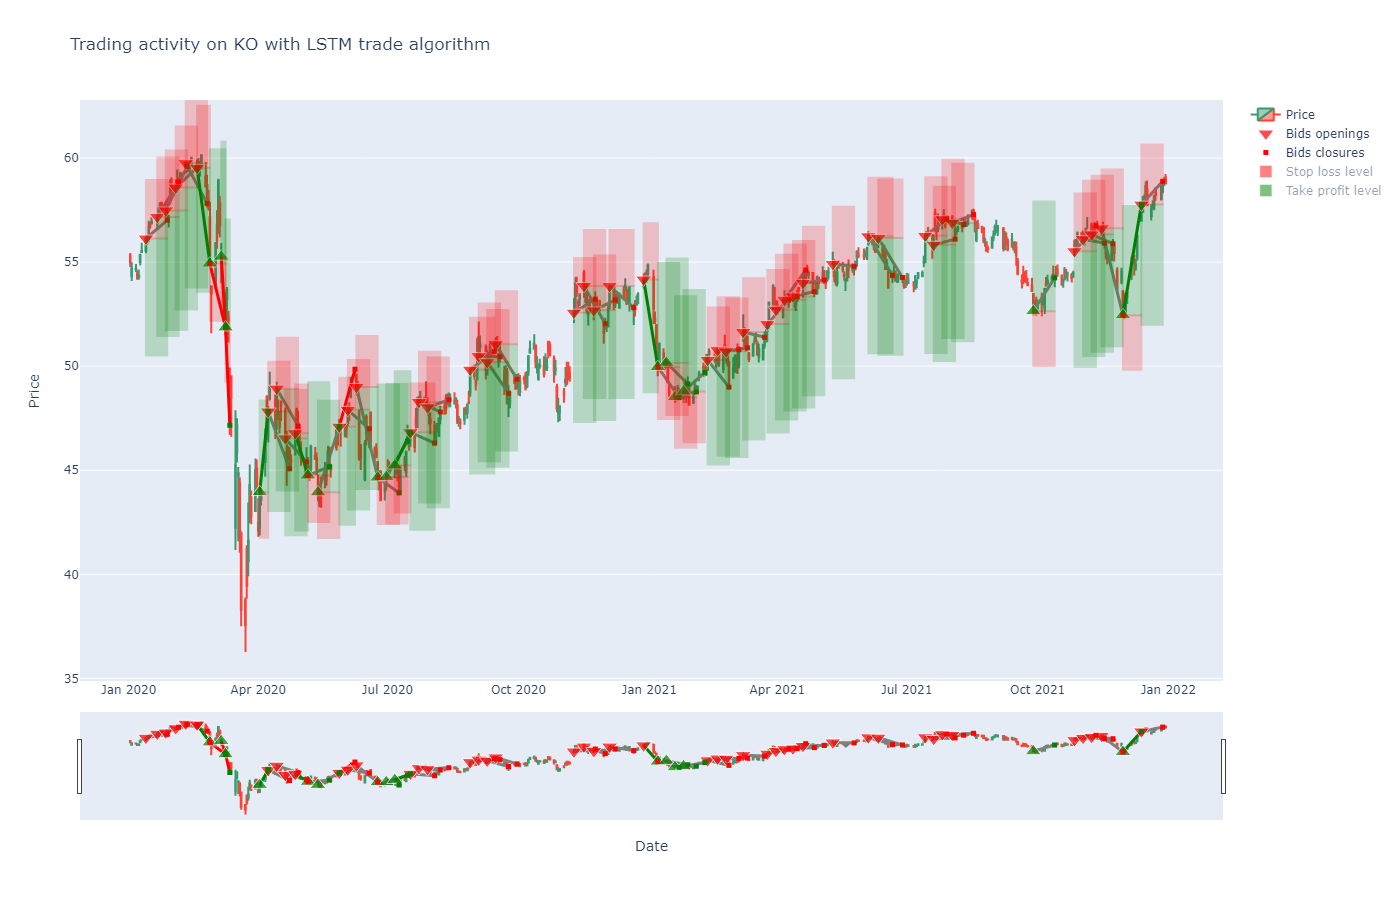 Trading activity on KO with LSTM trade algorithm
Price
Bids openings
Bids closures
Stop loss level
Take profit level
Price
60
55
50
45
40
35
Jan 2020
Apr 2020
Jul 2020
Oct 2020
Jan 2021
Apr 2021
Jul 2021
Oct 2021
Jan 2022
Date